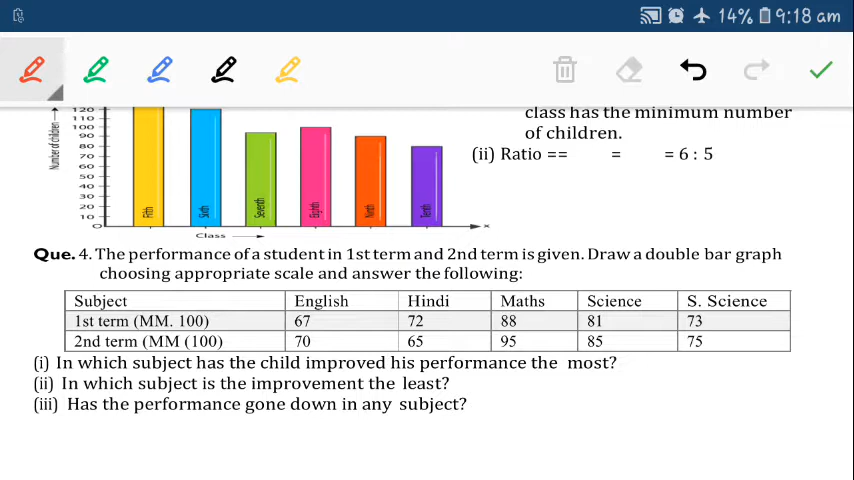 14% 9:18 am
class has the minimum number
of children.
(ii) Ratio == = = 6 : 5
Number of children
120
110
100
90
80
70
60
50
40
30
20
10
O
Fifth
Sixth
Seventh
Eighth
Ninth
Tenth
x
Class
Que. 4. The performance of a student in 1st term and 2nd term is given. Draw a double bar graph
choosing appropriate scale and answer the following:
Subject English Hindi Maths Science S. Science
1st term (MM. 100) 67 72 88 81 73
2nd term (MM (100) 70 65 95 85 75
(i) In which subject has the child improved his performance the most?
(ii) In which subject is the improvement the least?
(iii) Has the performance gone down in any subject?